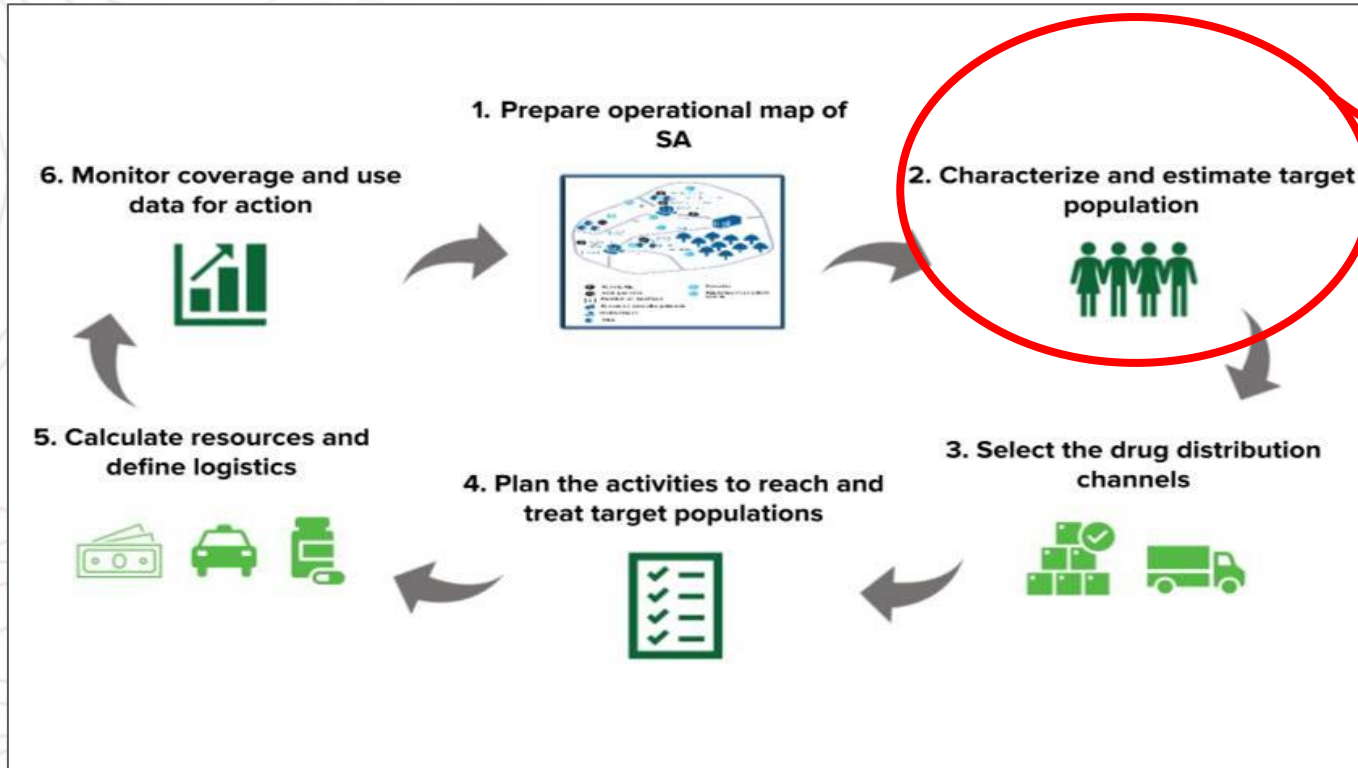 1. Prepare operational map of
SA
2. Characterize and estimate target
population
3. Select the drug distribution
channels
4. Plan the activities to reach and
treat target populations
5. Calculate resources and
define logistics
6. Monitor coverage and use
data for action